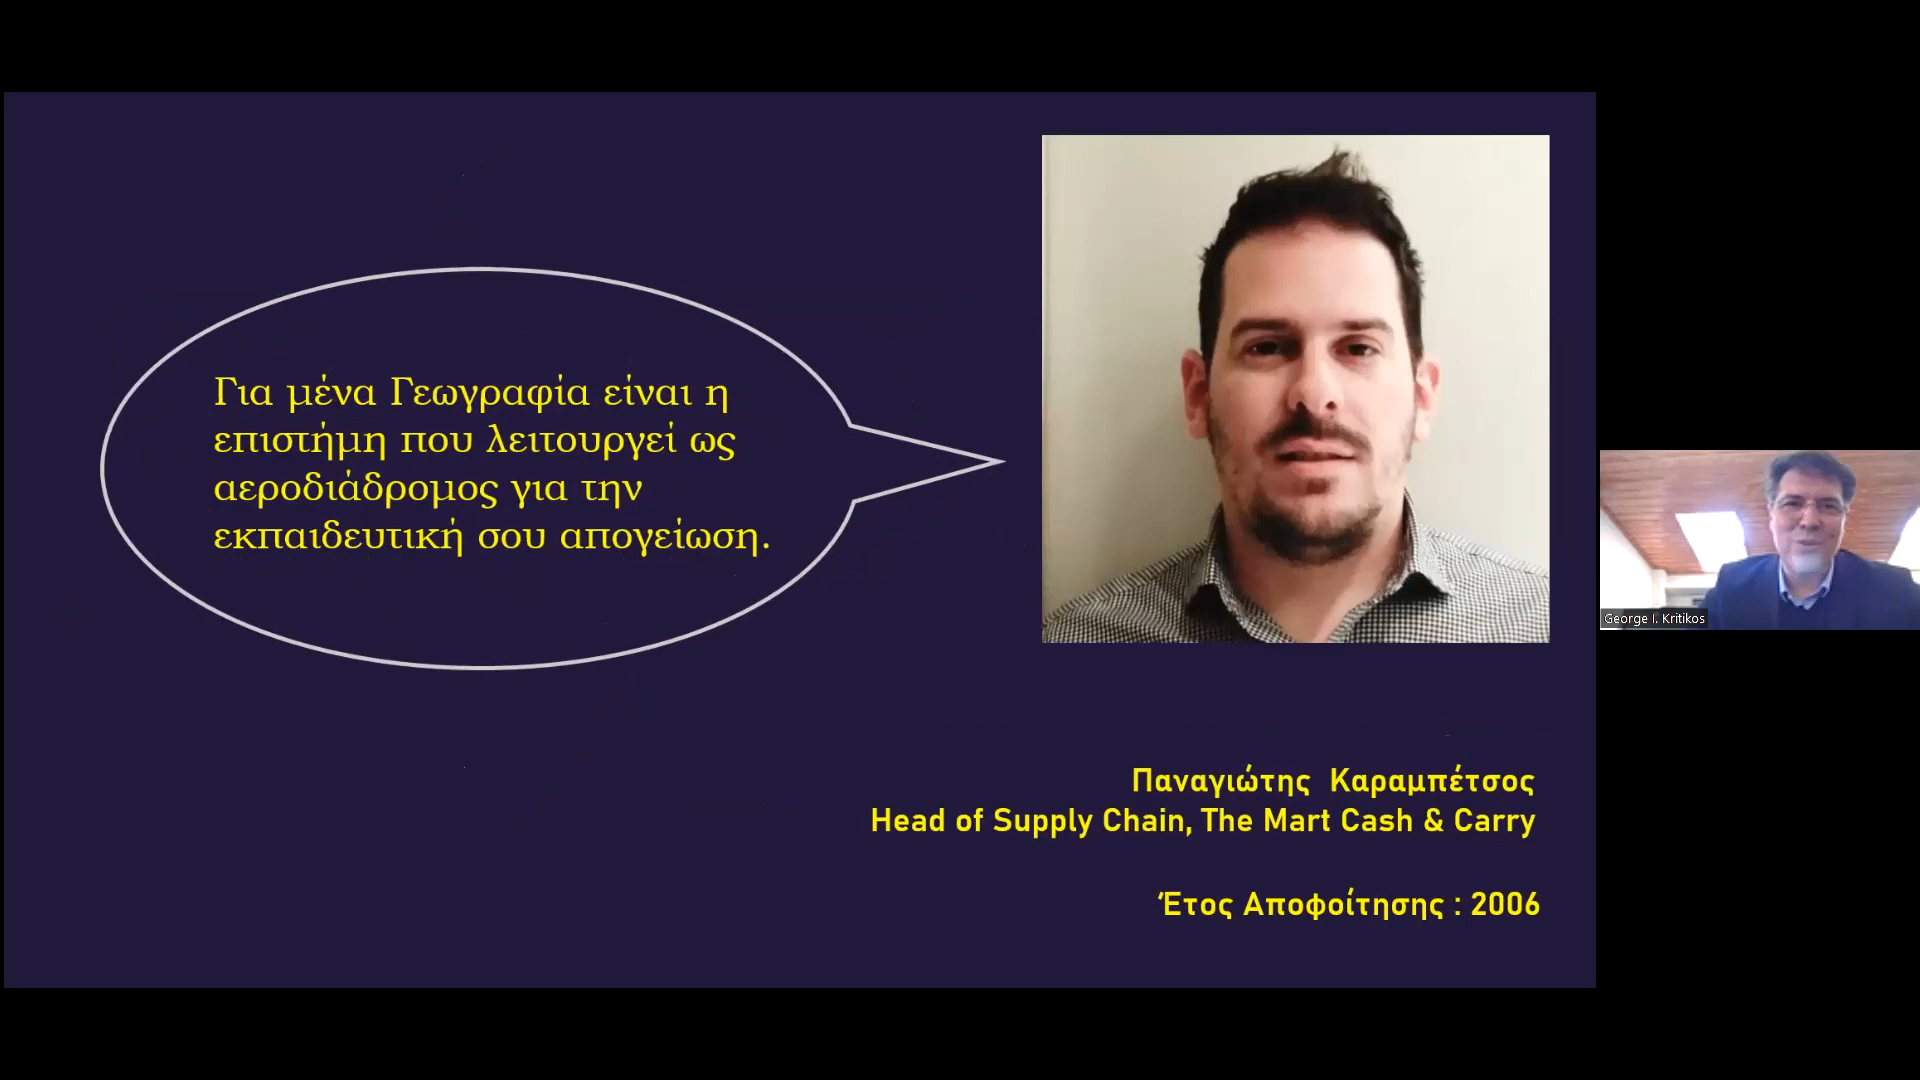 Για μένα Γεωγραφία είναι η
επιστήμη που λειτουργεί ως
αεροδιάδρομος για την
εκπαιδευτική σου απογείωση.
Παναγιώτης Καραμπέτσος
Head of Supply Chain, The Mart Cash & Carry
Έτος Αποφοίτησης : 2006
George I. Kritikos